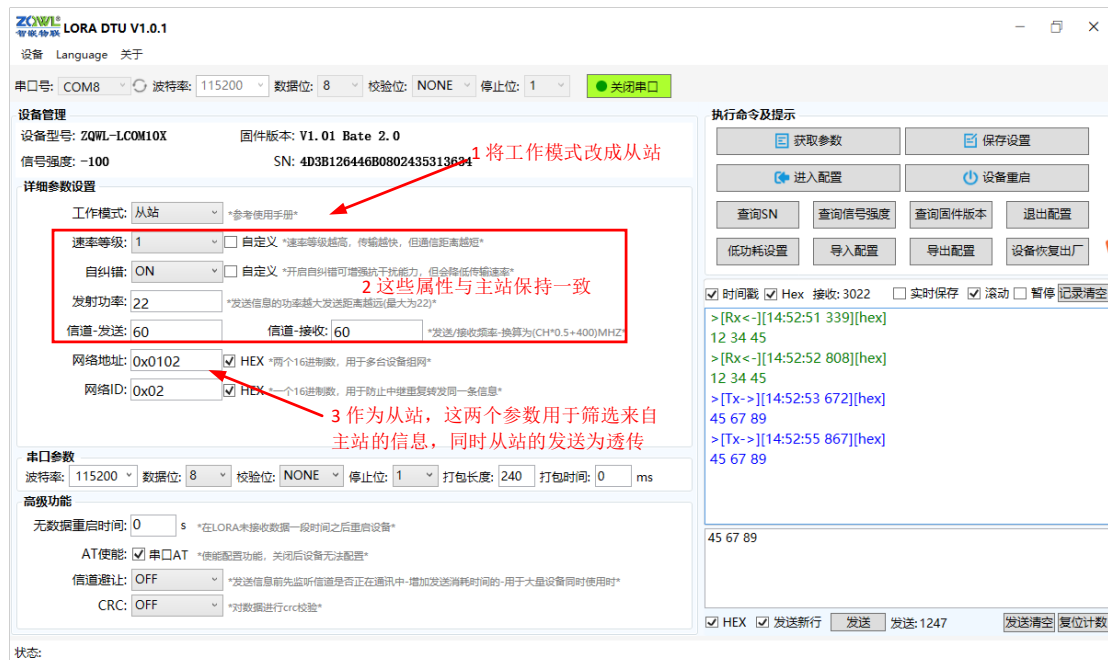 ZQWL
智嵌物联 LORA DTU V1.0.1
设备 Language 关于
串口号: COM8 波特率: 115200 数据位: 8 校验位: NONE 停止位: 1 关闭串口
设备管理
设备型号: ZQWL-LCOM10X 固件版本: V1.01 Bate 2.0
信号强度: -100 SN: 4D3B126446B0802435313634
1 将工作模式改成从站
详细参数设置
工作模式: 从站 *参考使用手册*
速率等级: 1 自定义 *速率等级越高，传输越快，但通信距离越短*
自纠错: ON 自定义 *开启自纠错可增强抗干扰能力，但会降低传输速率*
2 这些属性与主站保持一致
发射功率: 22 *发送信息的功率越大发送距离越远(最大为22)*
信道-发送: 60 信道-接收: 60 *发送/接收频率-换算为(CH*0.5+400)MHZ*
网络地址: 0x0102 HEX *两个16进制数，用于多台设备组网*
网络ID: 0x02 HEX *一个16进制数，用于防止中继重复转发同一条信息*
3 作为从站，这两个参数用于筛选来自
主站的信息，同时从站的发送为透传
串口参数
波特率: 115200 数据位: 8 校验位: NONE 停止位: 1 打包长度: 240 打包时间: 0 ms
高级功能
无数据重启时间: 0 s *在LORA未接收数据一段时间之后重启设备*
AT使能: 串口AT *使能配置功能，关闭后设备无法配置*
信道避让: OFF *发送信息前先监听信道是否正在通讯中-增加发送消耗时间的-用于大量设备同时使用时*
CRC: OFF *对数据进行crc校验*
状态:
执行命令及提示
获取参数 保存设置
进入配置 设备重启
查询SN 查询信号强度 查询固件版本 退出配置
低功耗设置 导入配置 导出配置 设备恢复出厂
时间戳 Hex 接收: 3022 实时保存 滚动 暂停 记录清空
>[Rx<-][14:52:51 339][hex]
12 34 45
>[Rx<-][14:52:52 808][hex]
12 34 45
>[Tx->][14:52:53 672][hex]
45 67 89
>[Tx->][14:52:55 867][hex]
45 67 89
45 67 89
HEX 发送新行 发送 发送: 1247 发送清空 复位计数